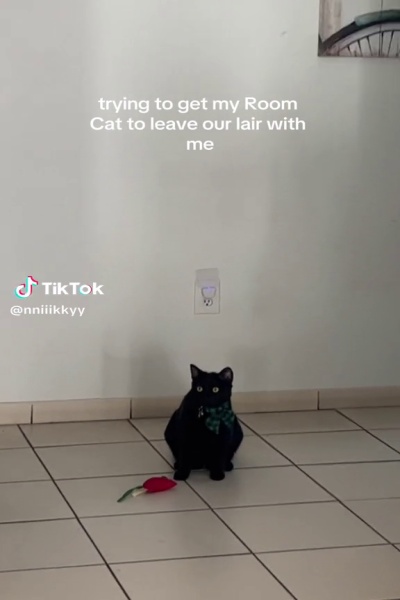 trying to get my Room
Cat to leave our lair with
me
TikTok
@nniiikkyy